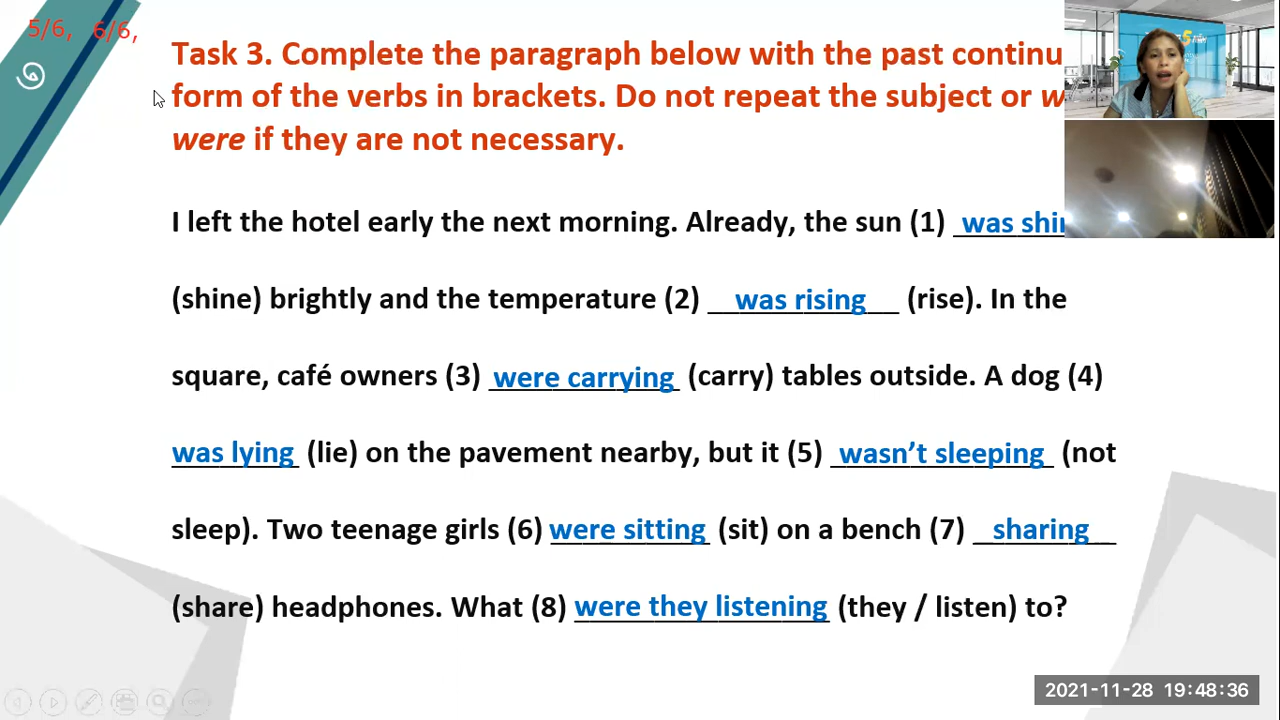 5/6, 6/6,
Task 3. Complete the paragraph below with the past continu
form of the verbs in brackets. Do not repeat the subject or w
were if they are not necessary.
I left the hotel early the next morning. Already, the sun (1) was shin
(shine) brightly and the temperature (2) __was rising__ (rise). In the
square, café owners (3) were carrying (carry) tables outside. A dog (4)
was lying (lie) on the pavement nearby, but it (5) wasn’t sleeping (not
sleep). Two teenage girls (6) were sitting (sit) on a bench (7) _sharing_
(share) headphones. What (8) were they listening (they / listen) to?
2021-11-28 19:48:36